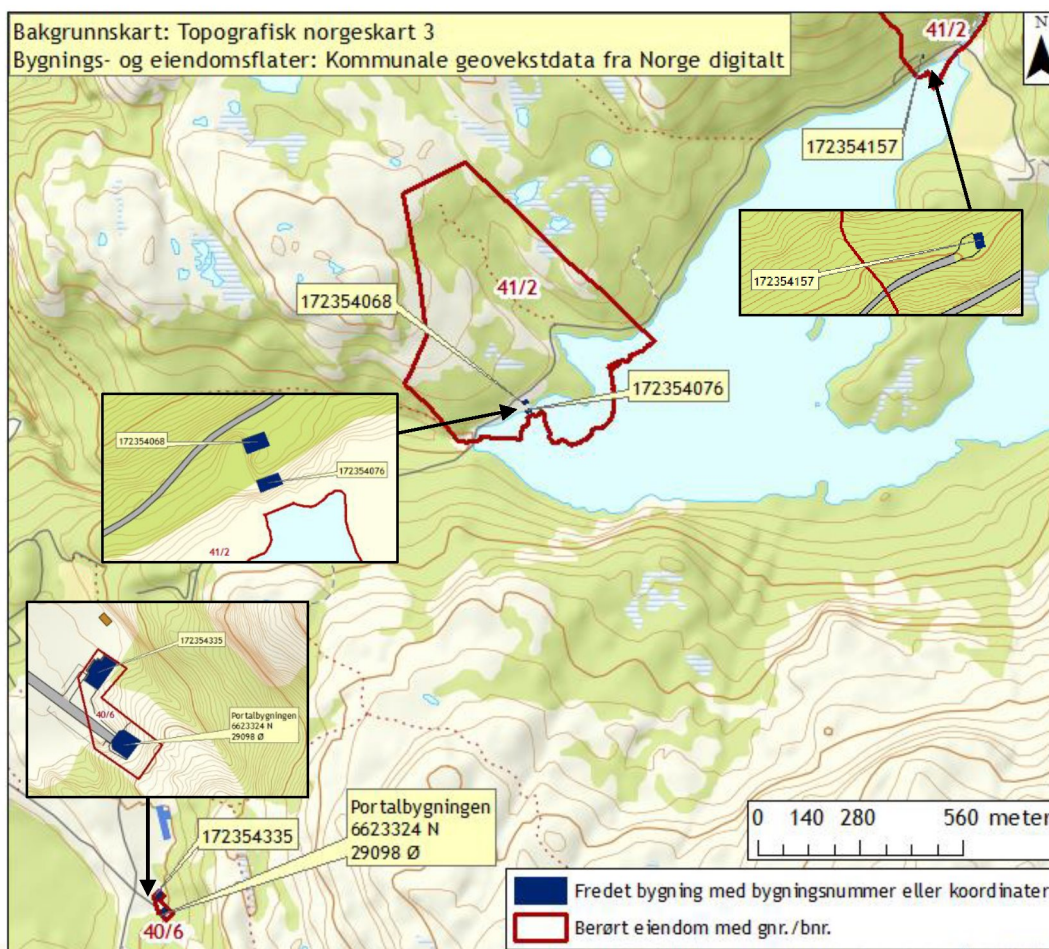 Bakgrunnskart: Topografisk norgeskart 3
Bygnings- og eiendomsflater: Kommunale geovekstdata fra Norge digitalt
41/2
N
172354157
172354157
41/2
172354068
172354076
172354068
172354076
41/2
172354335
40/6
Portalbygningen
6623324 N
29098 Ø
Portalbygningen
6623324 N
29098 Ø
172354335
40/6
0 140 280 560 meter
Fredet bygning med bygningsnummer eller koordinater
Berørt eiendom med gnr./bnr.